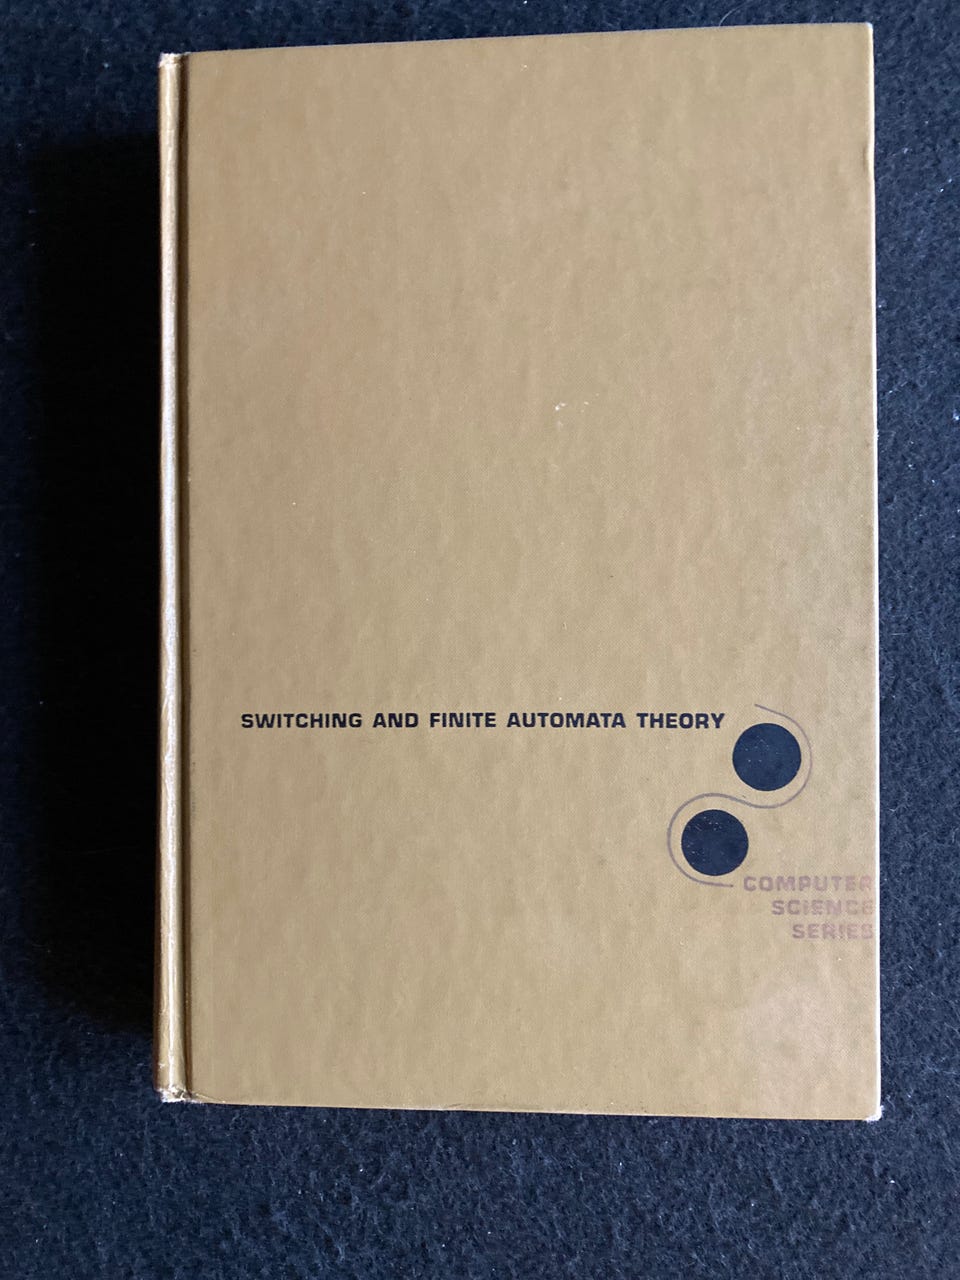 SWITCHING AND FINITE AUTOMATA THEORY
COMPUTER
SCIENCE
SERIES